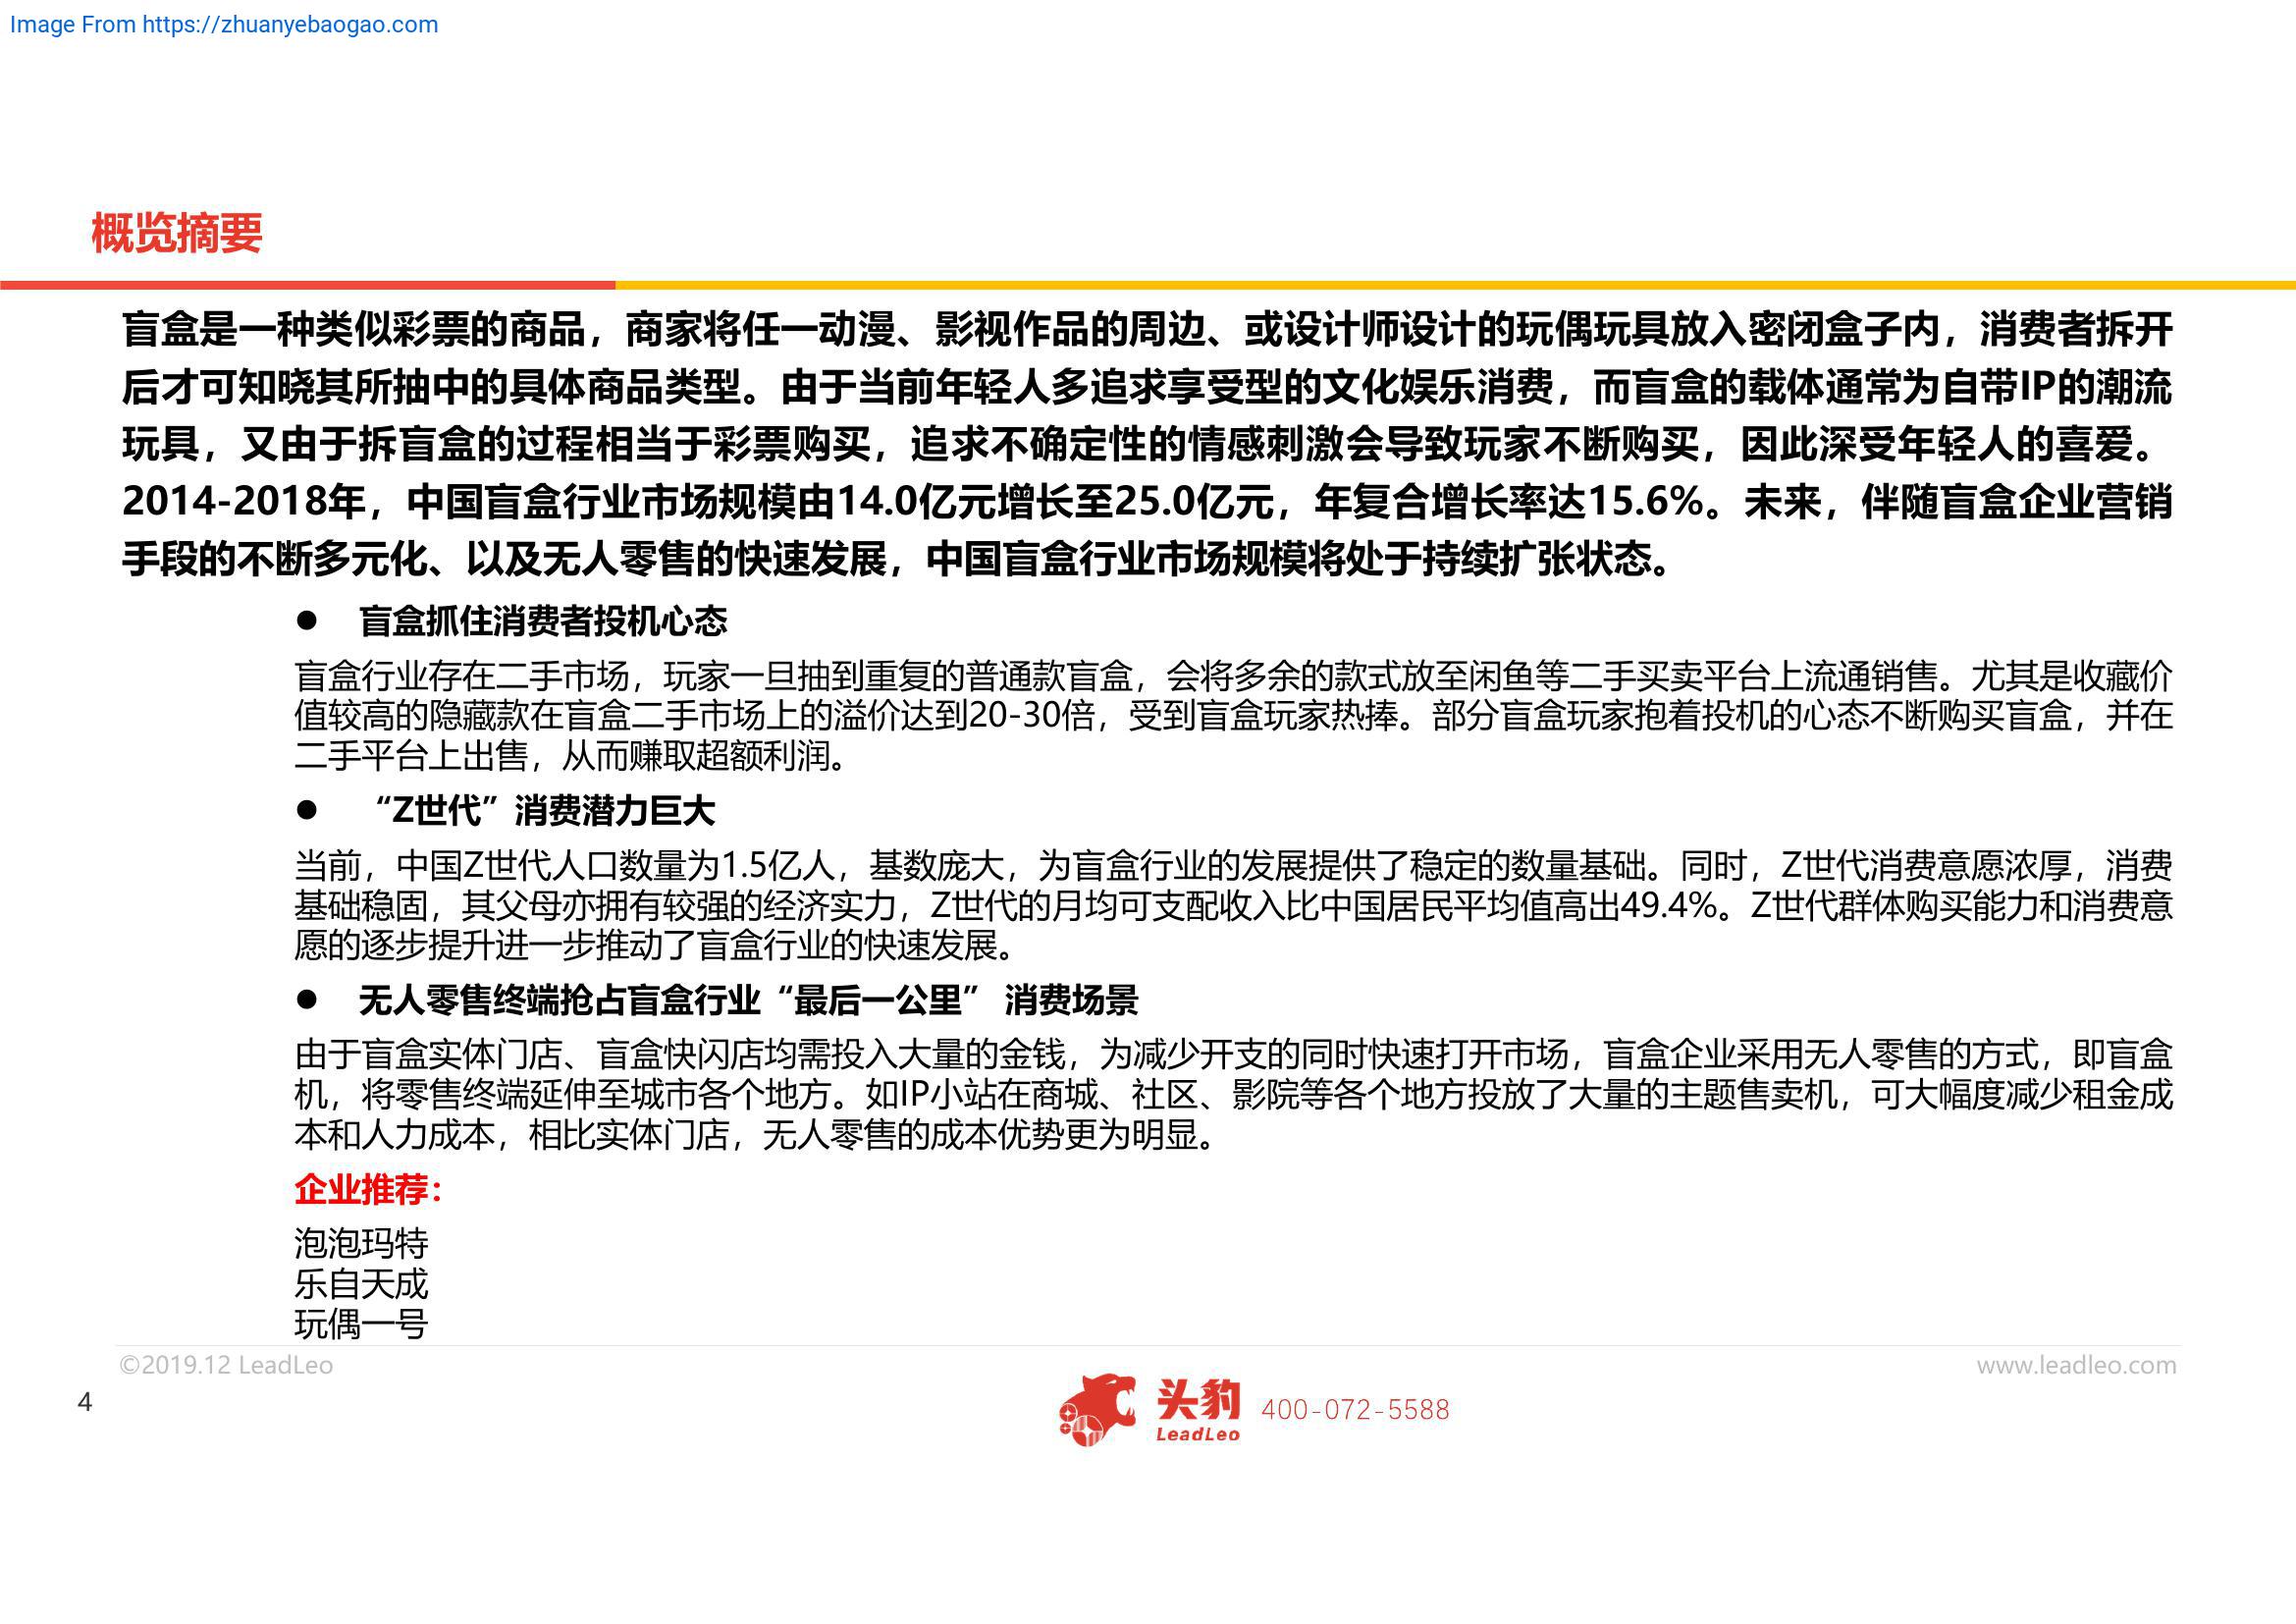 Image From https://zhuanyebaogao.com
概览摘要
盲盒是一种类似彩票的商品，商家将任一动漫、影视作品的周边、或设计师设计的玩偶玩具放入密闭盒子内，消费者拆开
后才可知晓其所抽中的具体商品类型。由于当前年轻人多追求享受型的文化娱乐消费，而盲盒的载体通常为自带IP的潮流
玩具，又由于拆盲盒的过程相当于彩票购买，追求不确定性的情感刺激会导致玩家不断购买，因此深受年轻人的喜爱。
2014-2018年，中国盲盒行业市场规模由14.0亿元增长至25.0亿元，年复合增长率达15.6%。未来，伴随盲盒企业营销
手段的不断多元化、以及无人零售的快速发展，中国盲盒行业市场规模将处于持续扩张状态。
● 盲盒抓住消费者投机心态
盲盒行业存在二手市场，玩家一旦抽到重复的普通款盲盒，会将多余的款式放至闲鱼等二手买卖平台上流通销售。尤其是收藏价
值较高的隐藏款在盲盒二手市场上的溢价达到20-30倍，受到盲盒玩家热捧。部分盲盒玩家抱着投机的心态不断购买盲盒，并在
二手平台上出售，从而赚取超额利润。
● “Z世代”消费潜力巨大
当前，中国Z世代人口数量为1.5亿人，基数庞大，为盲盒行业的发展提供了稳定的数量基础。同时，Z世代消费意愿浓厚，消费
基础稳固，其父母亦拥有较强的经济实力，Z世代的月均可支配收入比中国居民平均值高出49.4%。Z世代群体购买能力和消费意
愿的逐步提升进一步推动了盲盒行业的快速发展。
● 无人零售终端抢占盲盒行业“最后一公里” 消费场景
由于盲盒实体门店、盲盒快闪店均需投入大量的金钱，为减少开支的同时快速打开市场，盲盒企业采用无人零售的方式，即盲盒
机，将零售终端延伸至城市各个地方。如IP小站在商城、社区、影院等各个地方投放了大量的主题售卖机，可大幅度减少租金成
本和人力成本，相比实体门店，无人零售的成本优势更为明显。
企业推荐：
泡泡玛特
乐自天成
玩偶一号
©2019.12 LeadLeo
www.leadleo.com
4
头豹
LeadLeo
400-072-5588